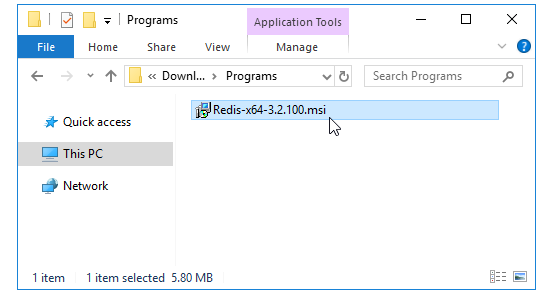 Programs
Application Tools
File
Home
Share
View
Manage
« Downl... > Programs
Search Programs
Quick access
This PC
Network
Redis-x64-3.2.100.msi
1 item
1 item selected 5.80 MB